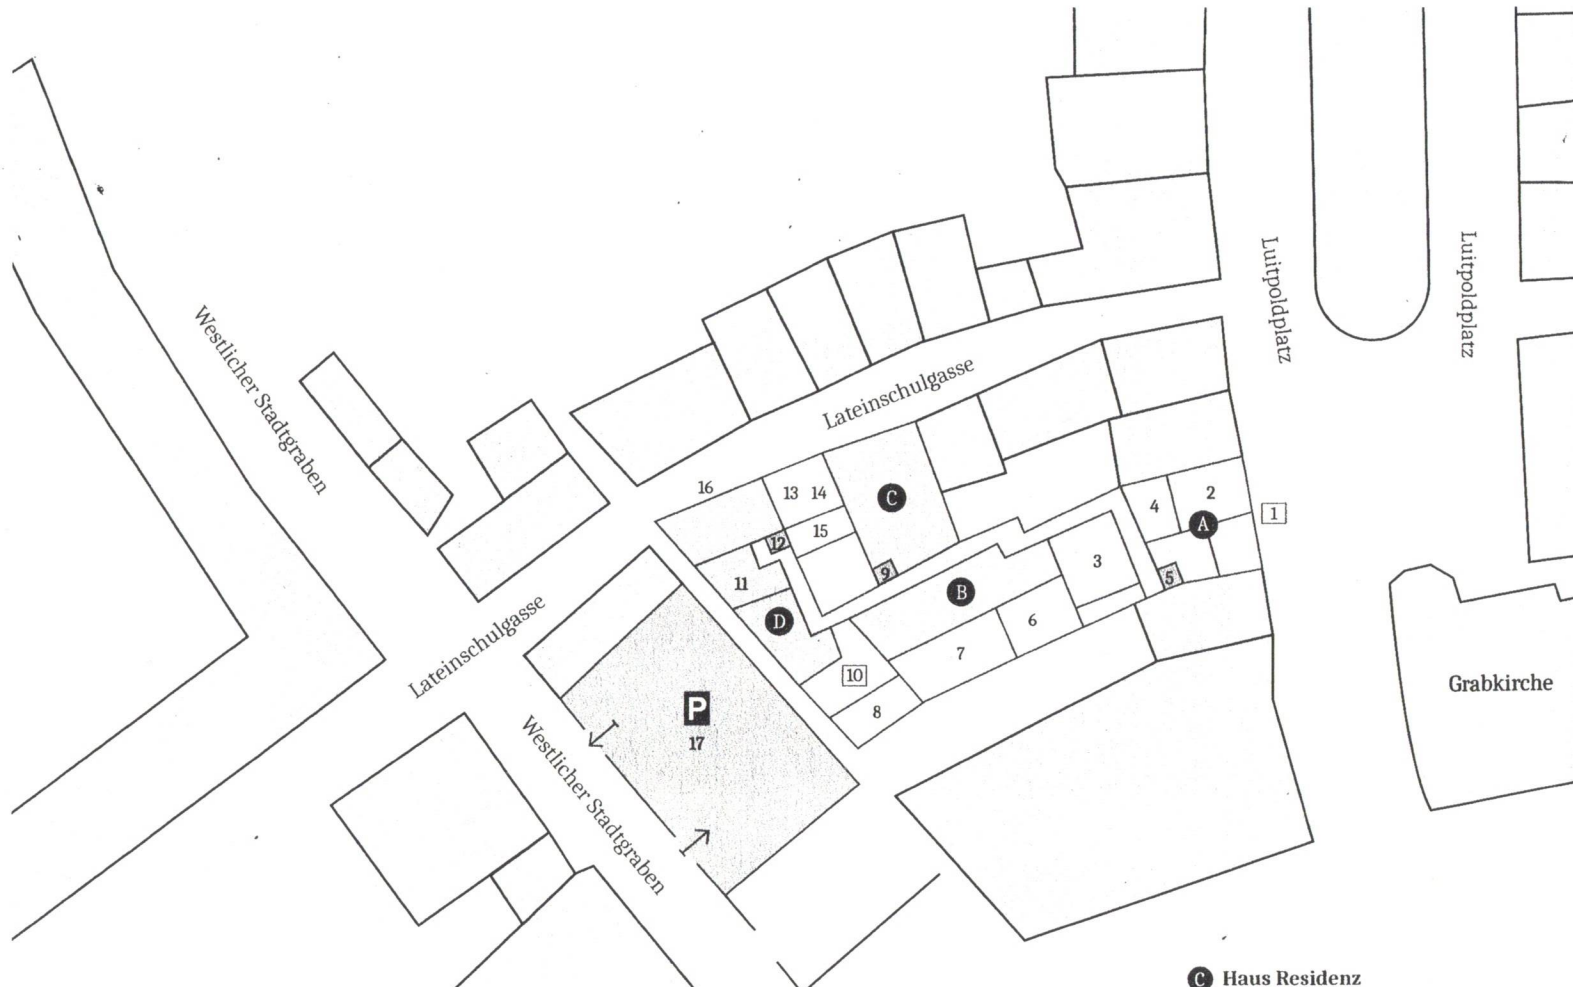 Luitpoldplatz
Luitpoldplatz
Westlicher Stadtgraben
Lateinschulgasse
16
13 14
C
4
2
1
A
12
15
11
9
3
5
B
D
6
7
10
8
Lateinschulgasse
P
17
Westlicher Stadtgraben
Grabkirche
C Haus Residenz